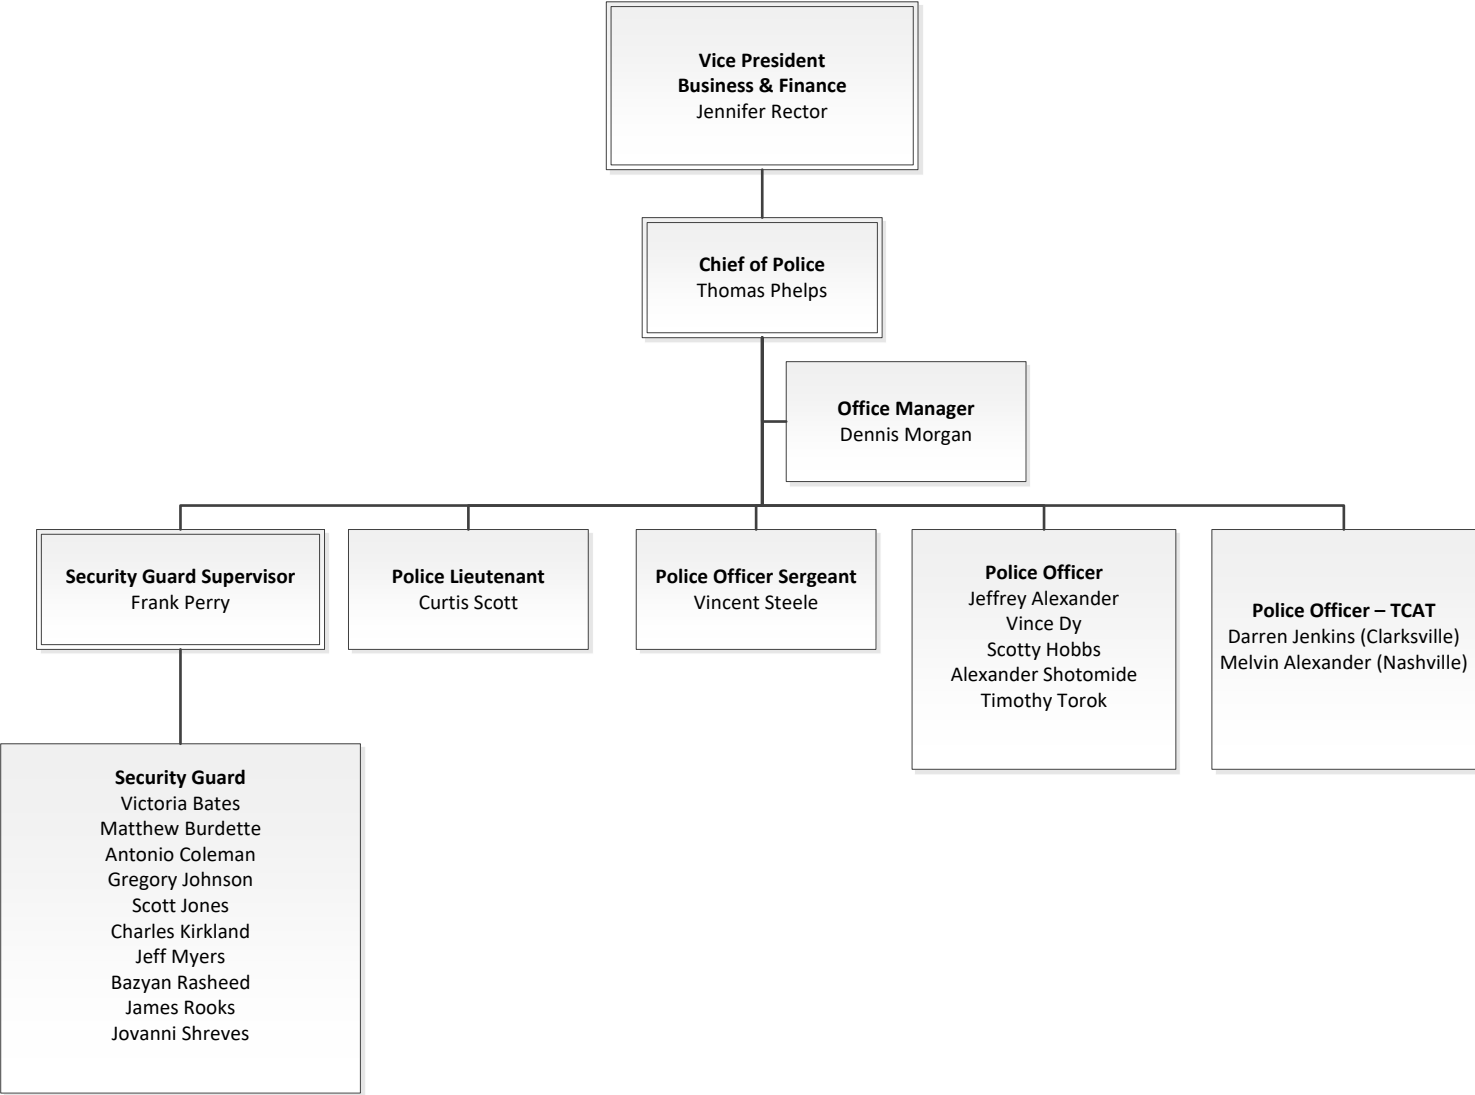 Vice President
Business & Finance
Jennifer Rector
Chief of Police
Thomas Phelps
Office Manager
Dennis Morgan
Security Guard Supervisor
Frank Perry
Police Lieutenant
Curtis Scott
Police Officer Sergeant
Vincent Steele
Police Officer
Jeffrey Alexander
Vince Dy
Scotty Hobbs
Alexander Shotomide
Timothy Torok
Police Officer – TCAT
Darren Jenkins (Clarksville)
Melvin Alexander (Nashville)
Security Guard
Victoria Bates
Matthew Burdette
Antonio Coleman
Gregory Johnson
Scott Jones
Charles Kirkland
Jeff Myers
Bazyan Rasheed
James Rooks
Jovanni Shreves